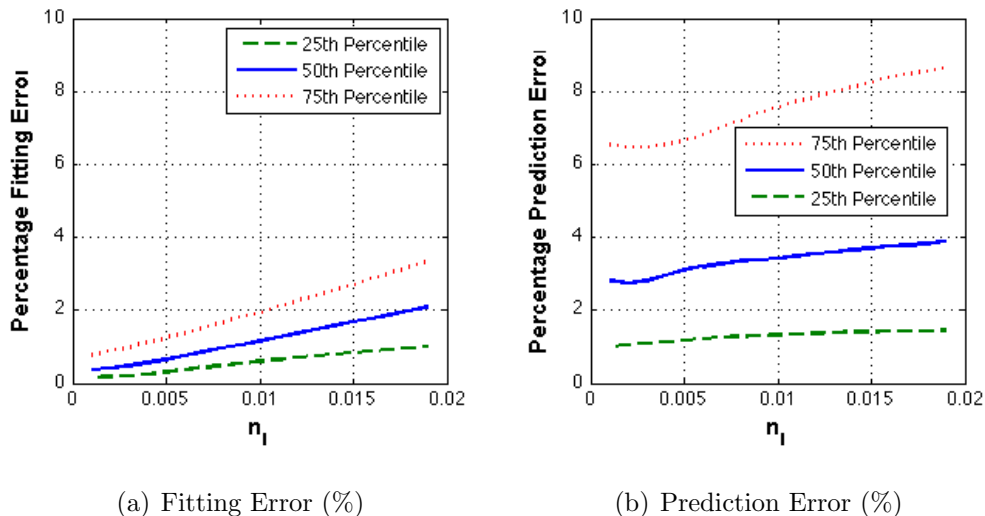 10
8
6
4
2
0
0
0.005
0.01
0.015
0.02
Percentage Fitting Error
n_I
25th Percentile
50th Percentile
75th Percentile
(a) Fitting Error (%)
10
8
6
4
2
0
0
0.005
0.01
0.015
0.02
Percentage Prediction Error
n_I
75th Percentile
50th Percentile
25th Percentile
(b) Prediction Error (%)